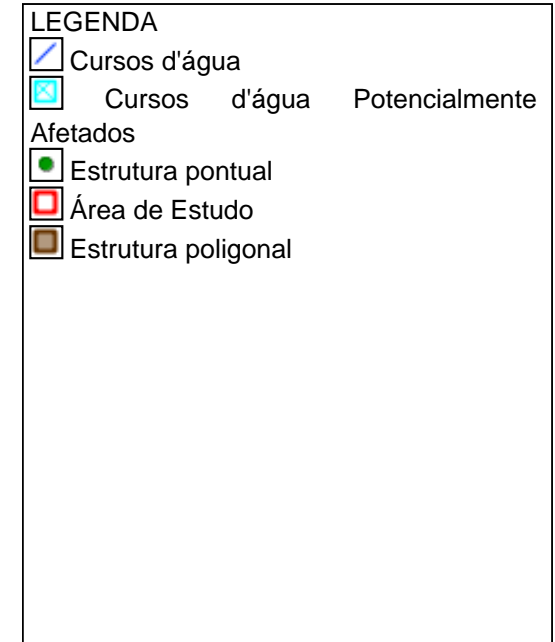 LEGENDA
Cursos d'água
Cursos d'água Potencialmente
Afetados
Estrutura pontual
Área de Estudo
Estrutura poligonal